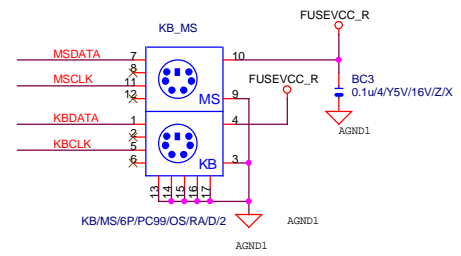 FUSEVCC_R
KB_MS
MSDATA 7 10
8 FUSEVCC_R BC3
MSCLK 11 0.1u/4/Y5V/16V/Z/X
12 MS 9
KBDATA 1 4 AGND1
2
KBCLK 5
6 KB 3
13 14 15 16 17
KB/MS/6P/PC99/OS/RA/D/2 AGND1
AGND1